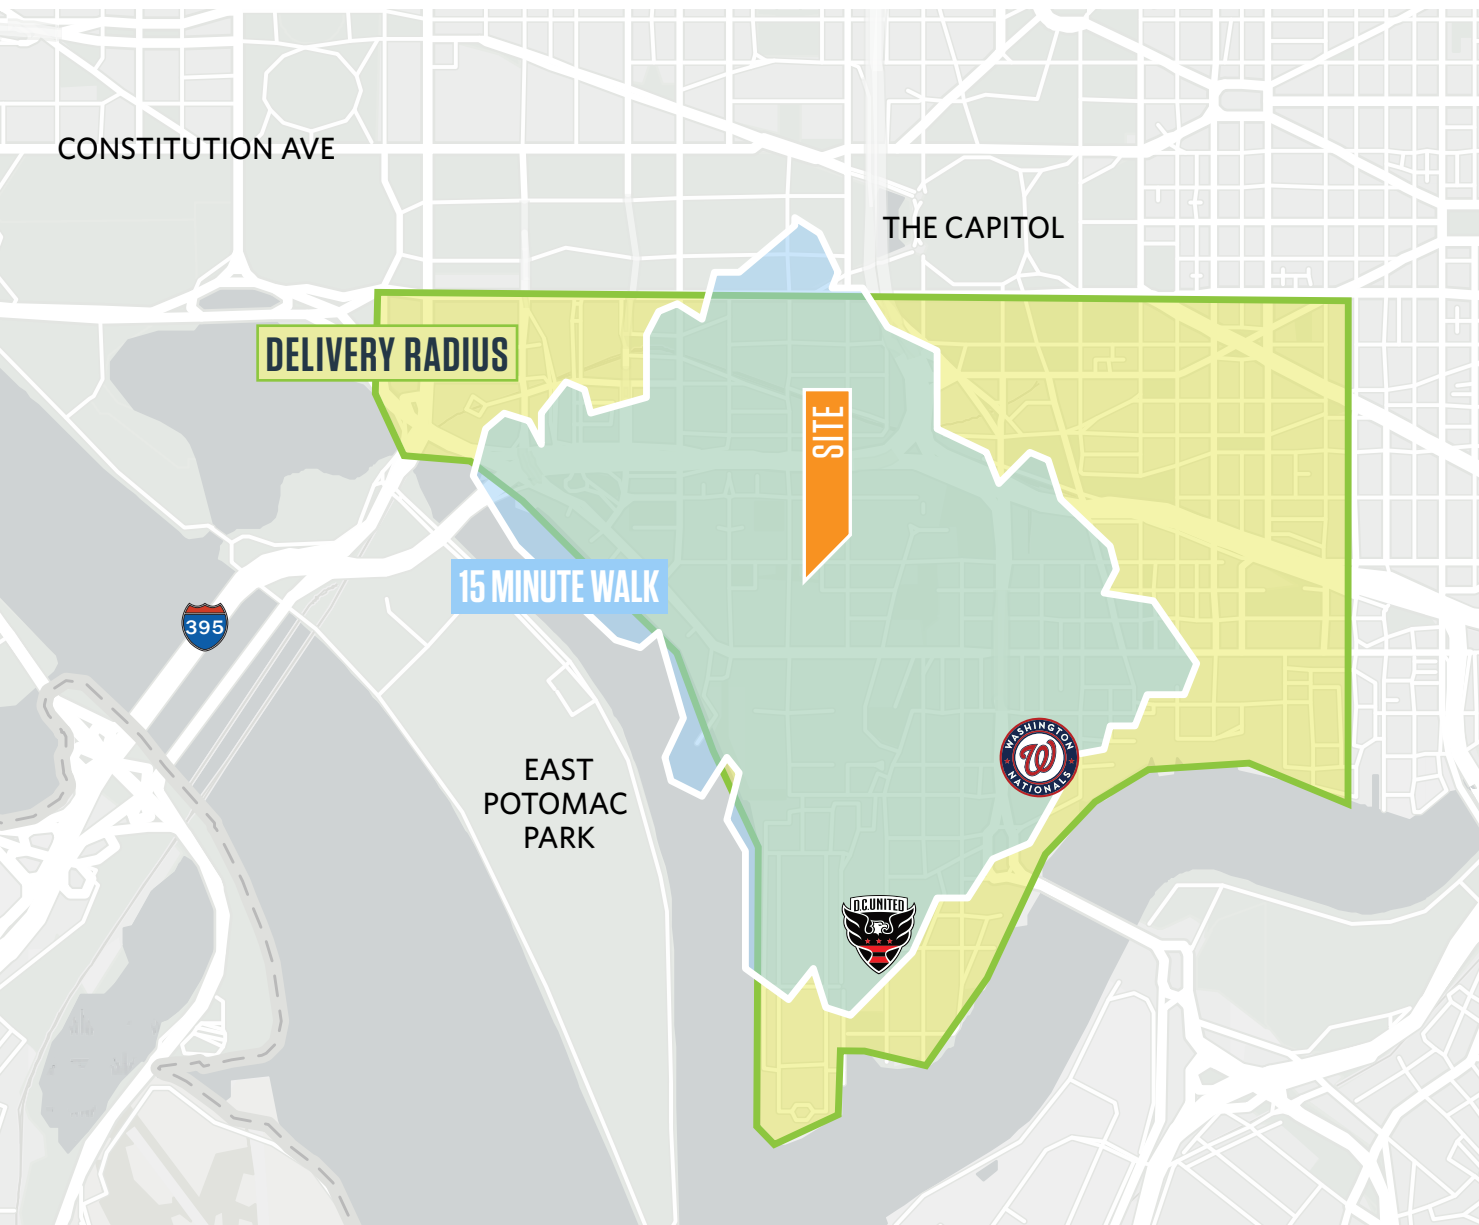 CONSTITUTION AVE
THE CAPITOL
DELIVERY RADIUS
SITE
15 MINUTE WALK
395
WASHINGTON
W
NATIONALS
EAST
POTOMAC
PARK
D.C.UNITED